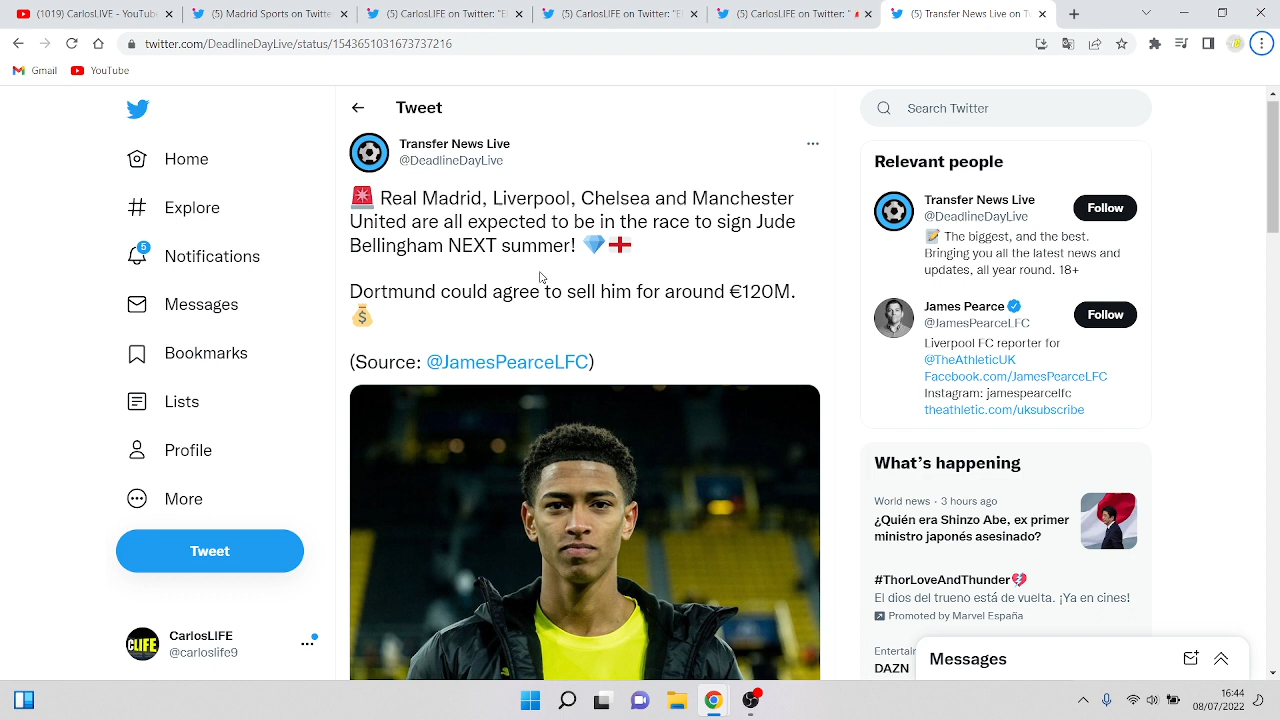 (1019) CARLOSLIVE - YouTube
(5) Madrid Sports on Twitte
(5) CarlosLIFE on Twitter: "E
(5) CarlosLIFE on Twitter: "E
(5) CarlosLIFE on Twitter: "
(5) Transfer News Live on T
twitter.com/DeadlineDayLive/status/1543651031673737216
Gmail
YouTube
Home
Explore
5
Notifications
Messages
Bookmarks
Lists
Profile
More
Tweet
CLIFE
CarlosLIFE
@carloslife9
Tweet
Transfer News Live
@DeadlineDayLive
🚨 Real Madrid, Liverpool, Chelsea and Manchester
United are all expected to be in the race to sign Jude
Bellingham NEXT summer! 💎🏴󠁧󠁢󠁥󠁮󠁧󠁿
Dortmund could agree to sell him for around €120M.
💰
(Source: @JamesPearceLFC)
Search Twitter
Relevant people
Transfer News Live
@DeadlineDayLive
Follow
📝 The biggest, and the best.
Bringing you all the latest news and
updates, all year round. 18+
James Pearce
@JamesPearceLFC
Follow
Liverpool FC reporter for
@TheAthleticUK
Facebook.com/JamesPearceLFC
Instagram: jamespearcelfc
theathletic.com/uksubscribe
What's happening
World news · 3 hours ago
¿Quién era Shinzo Abe, ex primer
ministro japonés asesinado?
#ThorLoveAndThunder💔
El dios del trueno está de vuelta. ¡Ya en cines!
Promoted by Marvel España
Entertain
DAZN
Messages
16:44
08/07/2022